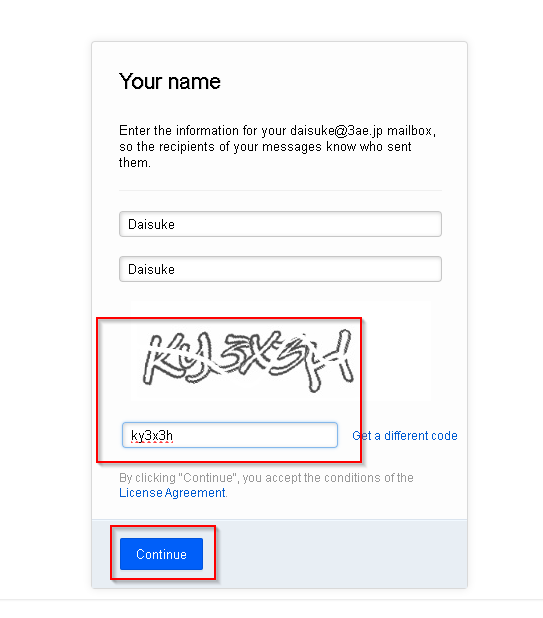 Your name
Enter the information for your daisuke@3ae.jp mailbox,
so the recipients of your messages know who sent
them.
Daisuke
Daisuke
Ky3X3H
ky3x3h
Get a different code
By clicking "Continue", you accept the conditions of the
License Agreement.
Continue